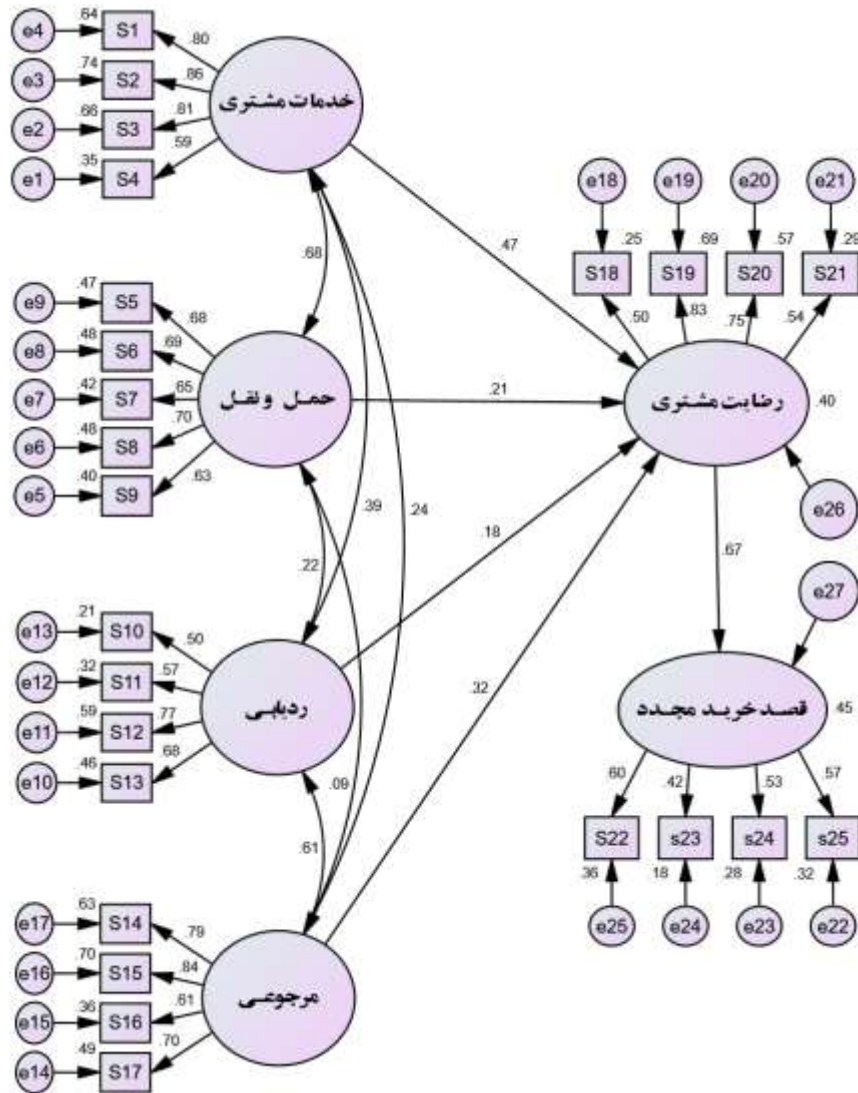 e4 .64 S1 .80
e3 .74 S2 .86
e2 .66 S3 .81
e1 .35 S4 .59
خدمات مشتری
e9 .47 S5 .68
e8 .48 S6 .69
e7 .42 S7 .65
e6 .48 S8 .70
e5 .40 S9 .63
حمل و نقل
e13 .21 S10 .50
e12 .32 S11 .57
e11 .59 S12 .77
e10 .46 S13 .68
ردیابی
e17 .63 S14 .79
e16 .70 S15 .84
e15 .36 S16 .61
e14 .49 S17 .70
مرجوعی
.68
.39
.24
.22
.09
.61
.47
.21
.18
.32
e18 e19 e20 e21
.25 .69 .57 .29
S18 S19 S20 S21
.50 .83 .75 .54
رضایت مشتری
.40
e26
.67
e27
قصد خرید مجدد
.45
.60 .42 .53 .57
S22 s23 s24 s25
.36 .18 .28 .32
e25 e24 e23 e22